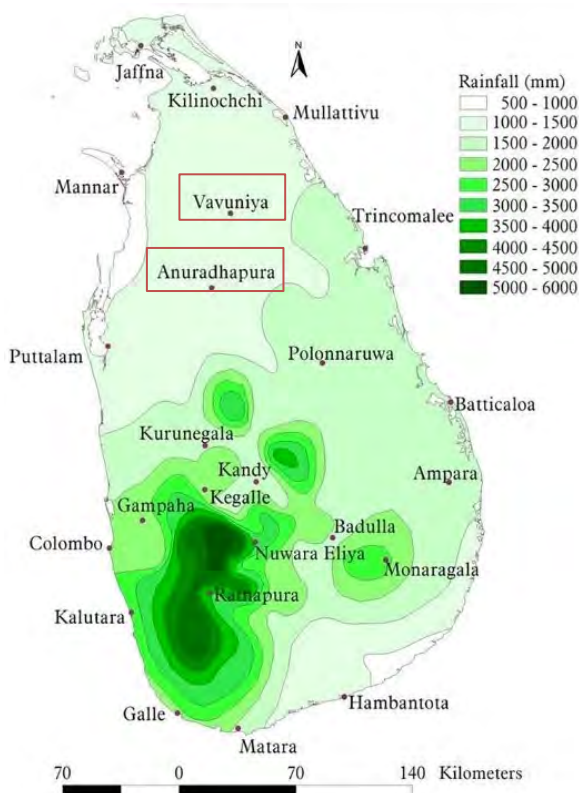 N
Jaffna
Kilinochchi
Mullattivu
Mannar
Vavuniya
Trincomalee
Anuradhapura
Puttalam
Polonnaruwa
Batticaloa
Kurunegala
Kandy
Ampara
Kegalle
Gampaha
Badulla
Colombo
Nuwara Eliya
Monaragala
Ratnapura
Kalutara
Hambantota
Galle
Matara
Rainfall (mm)
500 - 1000
1000 - 1500
1500 - 2000
2000 - 2500
2500 - 3000
3000 - 3500
3500 - 4000
4000 - 4500
4500 - 5000
5000 - 6000
70 0 70 140 Kilometers